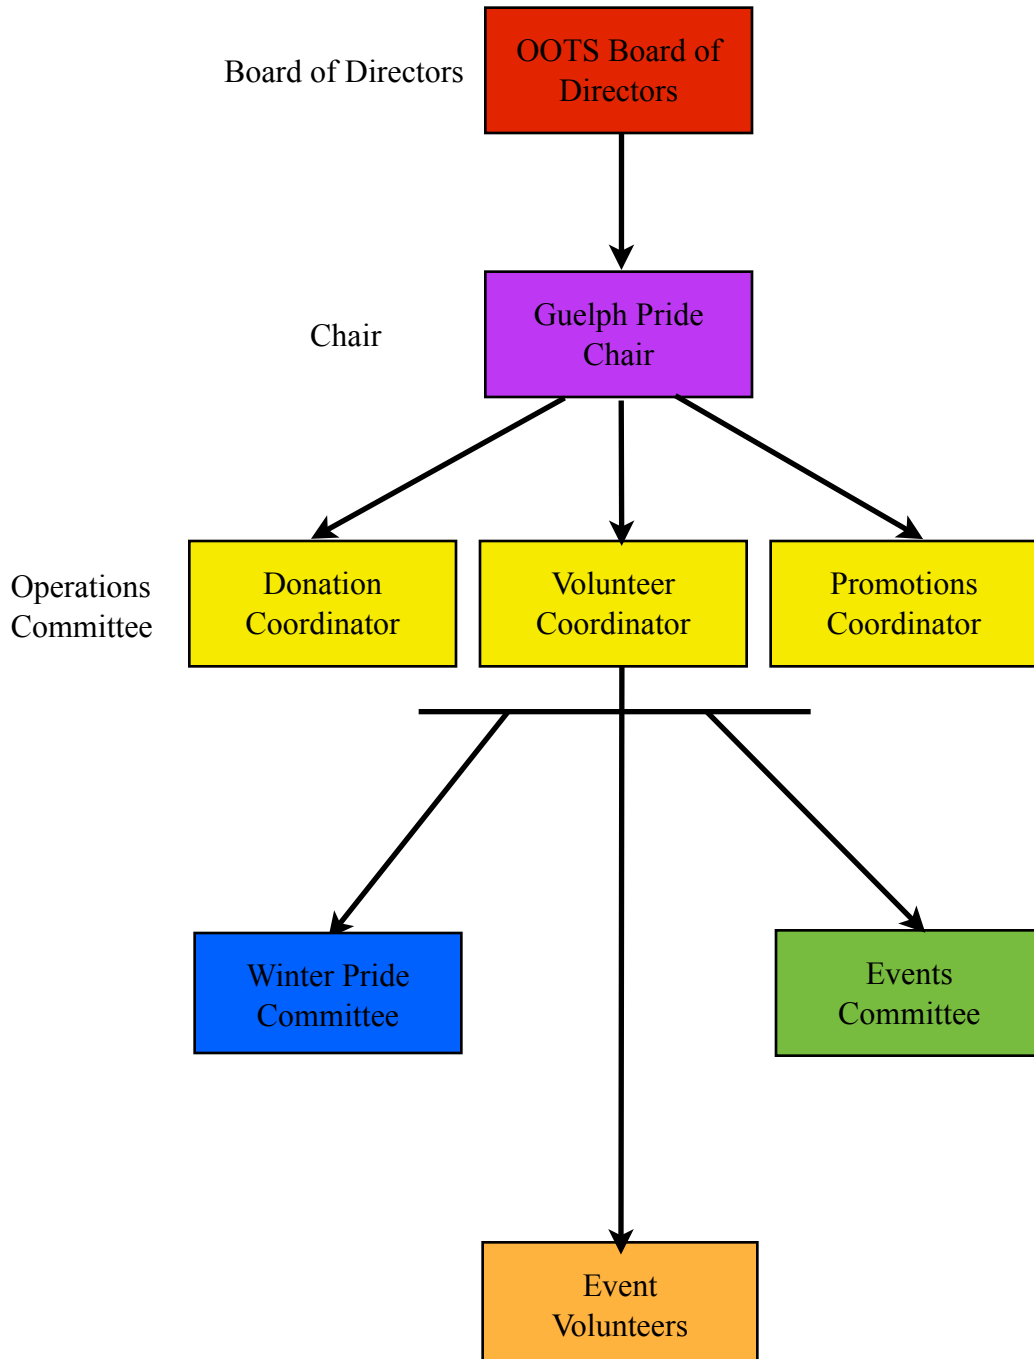 Board of Directors
OOTS Board of
Directors
Chair
Guelph Pride
Chair
Operations
Committee
Donation
Coordinator
Volunteer
Coordinator
Promotions
Coordinator
Winter Pride
Committee
Events
Committee
Event
Volunteers